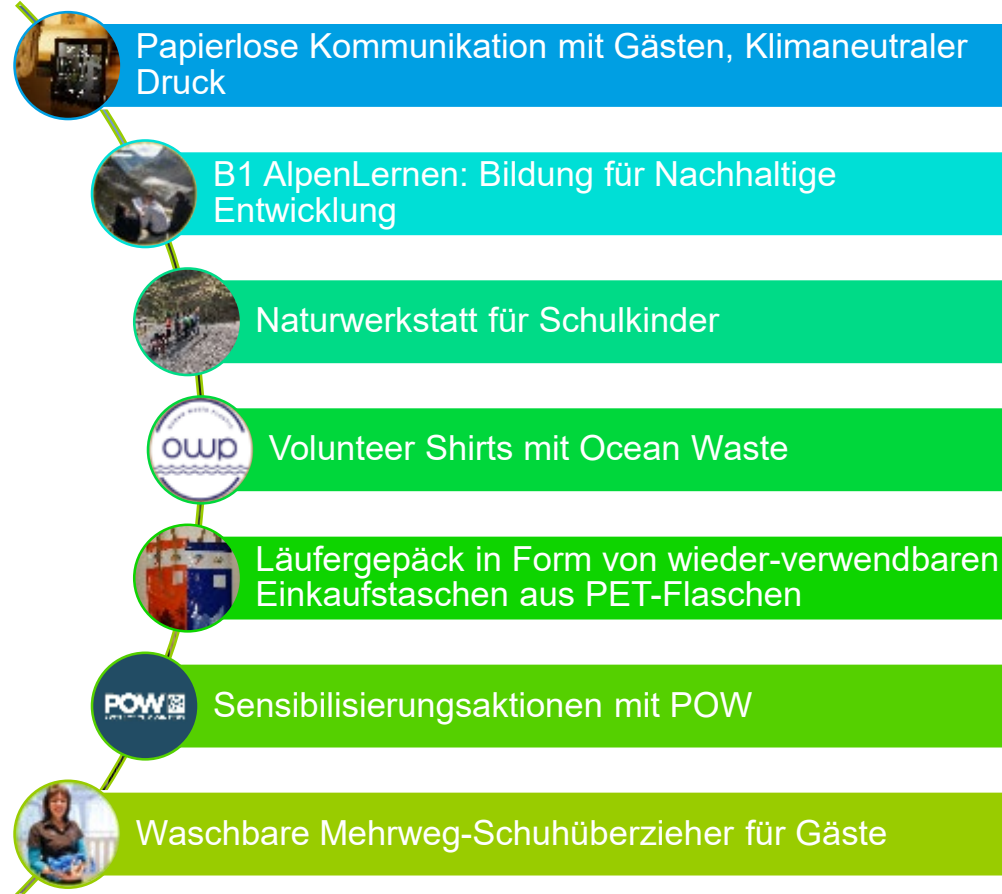 Papierlose Kommunikation mit Gästen, Klimaneutraler
Druck
B1 AlpenLernen: Bildung für Nachhaltige
Entwicklung
Naturwerkstatt für Schulkinder
owp
Volunteer Shirts mit Ocean Waste
Läufergepäck in Form von wieder-verwendbaren
Einkaufstaschen aus PET-Flaschen
POW
Sensibilisierungsaktionen mit POW
Waschbare Mehrweg-Schuhüberzieher für Gäste